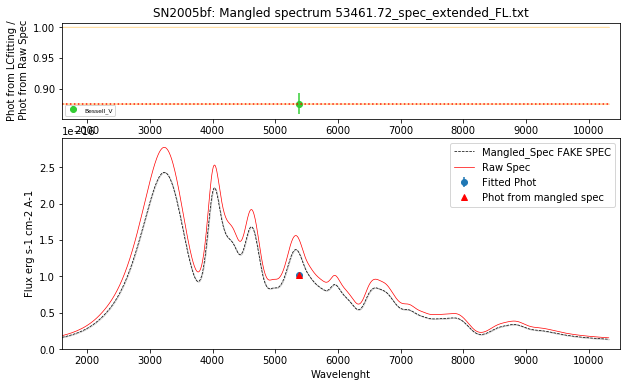 SN2005bf: Mangled spectrum 53461.72_spec_extended_FL.txt
Phot from LCfitting /
Phot from Raw Spec
1.00
0.95
0.90
Bessell_V
2000 3000 4000 5000 6000 7000 8000 9000 10000
1e−16
Flux erg s-1 cm-2 A-1
2.5
2.0
1.5
1.0
0.5
0.0
Mangled_Spec FAKE SPEC
Raw Spec
Fitted Phot
Phot from mangled spec
2000 3000 4000 5000 6000 7000 8000 9000 10000
Wavelenght